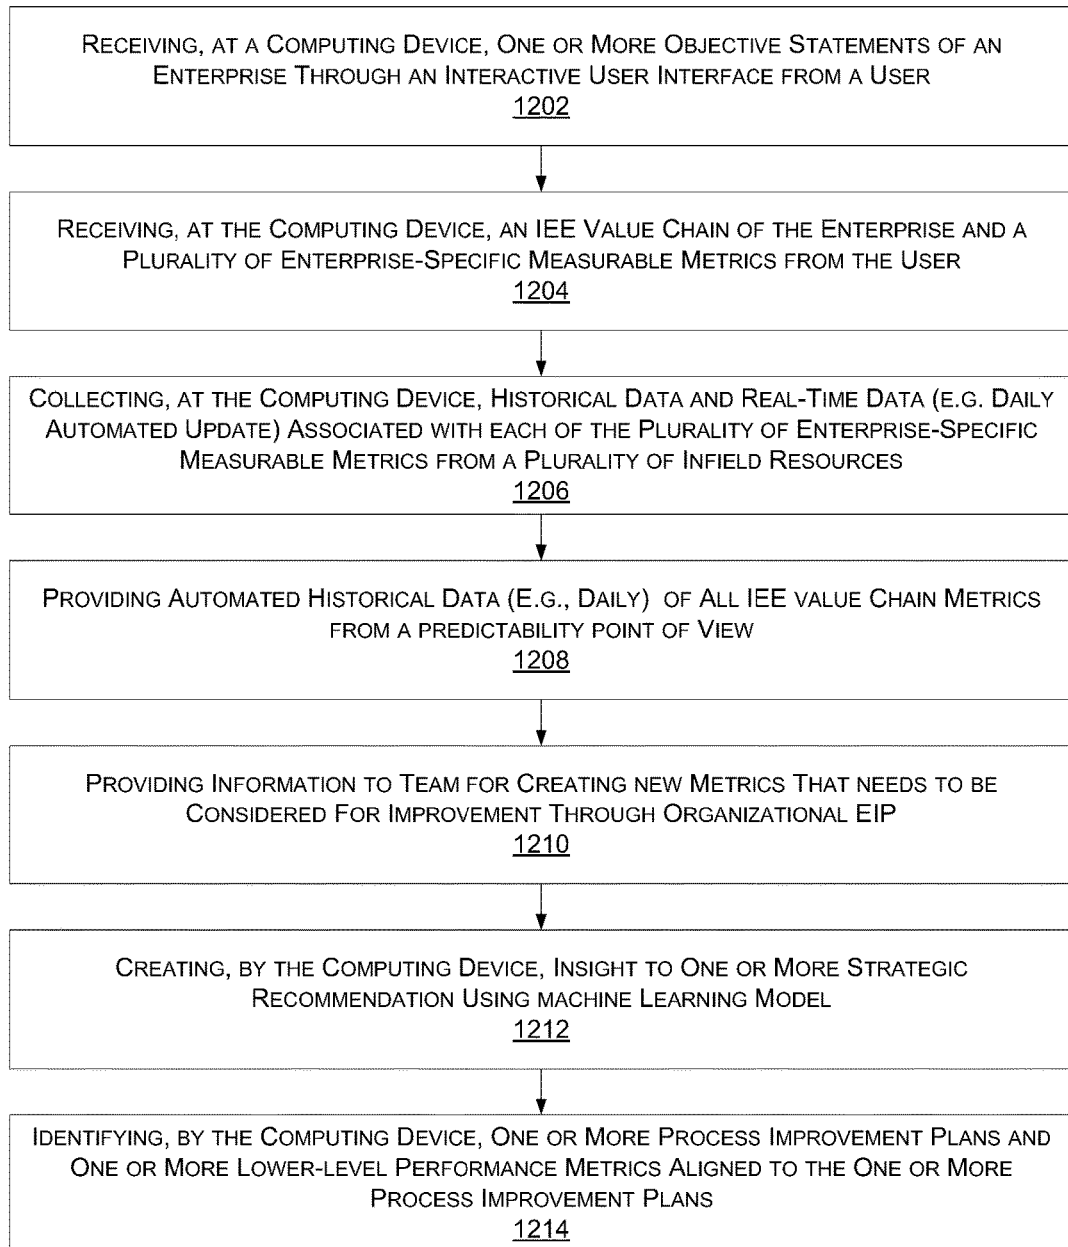 RECEIVING, AT A COMPUTING DEVICE, ONE OR MORE OBJECTIVE STATEMENTS OF AN
ENTERPRISE THROUGH AN INTERACTIVE USER INTERFACE FROM A USER
1202
RECEIVING, AT THE COMPUTING DEVICE, AN IEE VALUE CHAIN OF THE ENTERPRISE AND A
PLURALITY OF ENTERPRISE-SPECIFIC MEASURABLE METRICS FROM THE USER
1204
COLLECTING, AT THE COMPUTING DEVICE, HISTORICAL DATA AND REAL-TIME DATA (E.G. DAILY
AUTOMATED UPDATE) ASSOCIATED WITH EACH OF THE PLURALITY OF ENTERPRISE-SPECIFIC
MEASURABLE METRICS FROM A PLURALITY OF INFIELD RESOURCES
1206
PROVIDING AUTOMATED HISTORICAL DATA (E.G., DAILY) OF ALL IEE VALUE CHAIN METRICS
FROM A PREDICTABILITY POINT OF VIEW
1208
PROVIDING INFORMATION TO TEAM FOR CREATING NEW METRICS THAT NEEDS TO BE
CONSIDERED FOR IMPROVEMENT THROUGH ORGANIZATIONAL EIP
1210
CREATING, BY THE COMPUTING DEVICE, INSIGHT TO ONE OR MORE STRATEGIC
RECOMMENDATION USING MACHINE LEARNING MODEL
1212
IDENTIFYING, BY THE COMPUTING DEVICE, ONE OR MORE PROCESS IMPROVEMENT PLANS AND
ONE OR MORE LOWER-LEVEL PERFORMANCE METRICS ALIGNED TO THE ONE OR MORE
PROCESS IMPROVEMENT PLANS
1214